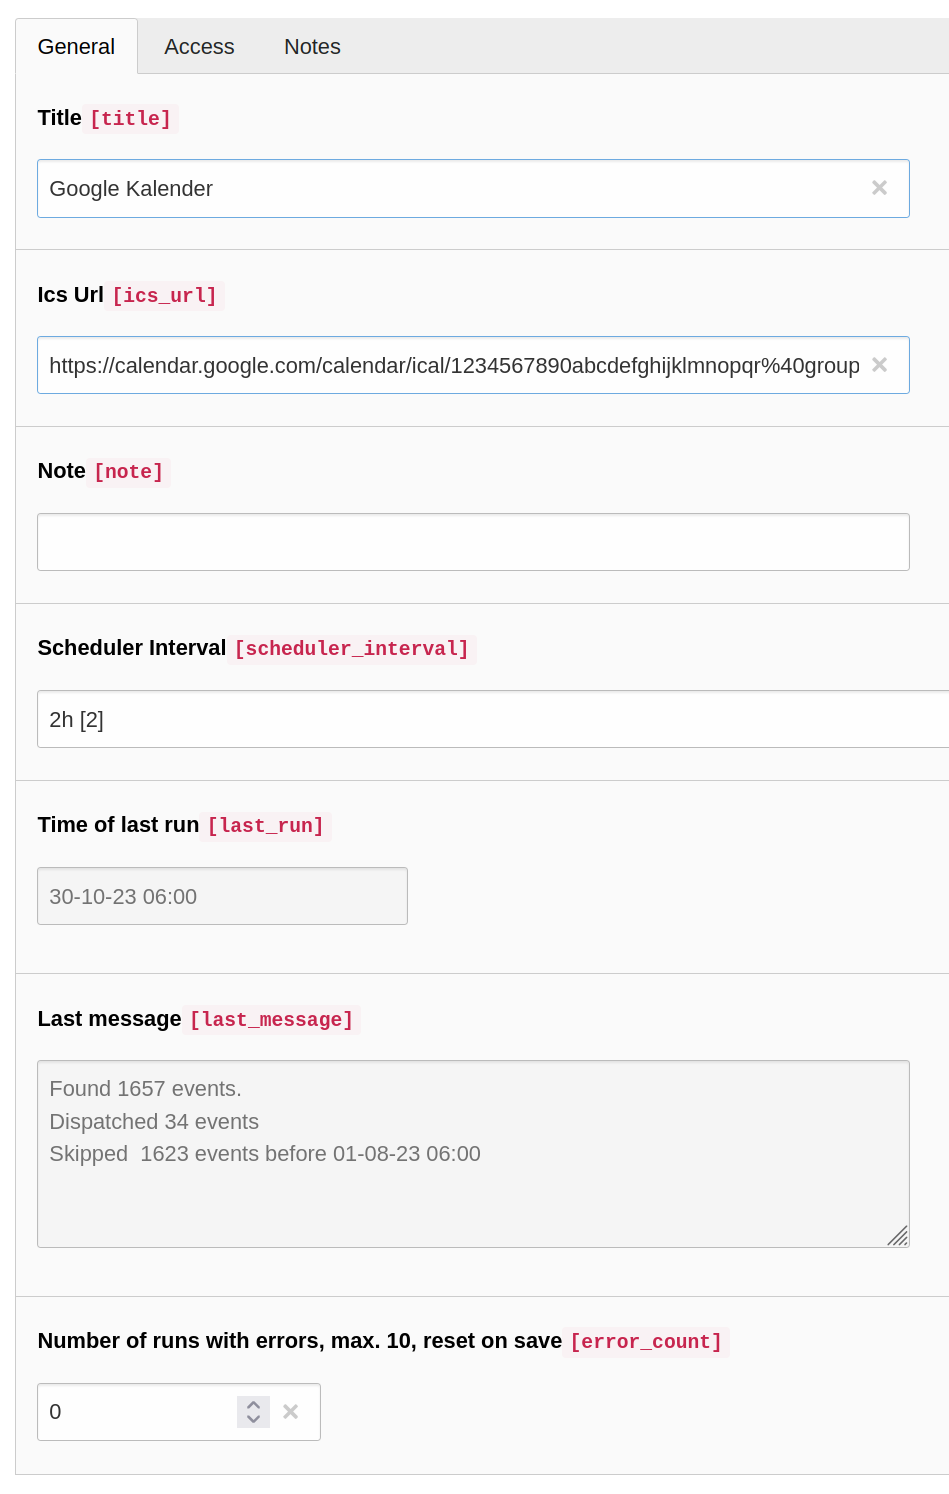 General Access Notes
Title [title]
Google Kalender
Ics Url [ics_url]
https://calendar.google.com/calendar/ical/1234567890abcdefghijklmnopqr%40group
Note [note]
Scheduler Interval [scheduler_interval]
2h [2]
Time of last run [last_run]
30-10-23 06:00
Last message [last_message]
Found 1657 events.
Dispatched 34 events
Skipped  1623 events before 01-08-23 06:00
Number of runs with errors, max. 10, reset on save [error_count]
0